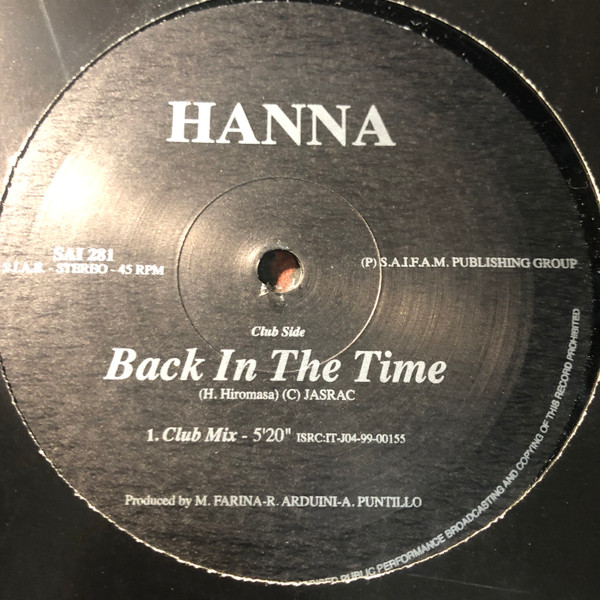 HANNA
SAI 281
S.I.A.E. - STEREO - 45 RPM
(P) S.A.I.F.A.M. PUBLISHING GROUP
Club Side
Back In The Time
(H. Hiromasa) (C) JASRAC
1. Club Mix - 5'20" ISRC:IT-J04-99-00155
Produced by M. FARINA-R. ARDUINI-A. PUNTILLO
PUBLIC PERFORMANCE BROADCASTING AND COPYING OF THIS RECORD PROHIBITED